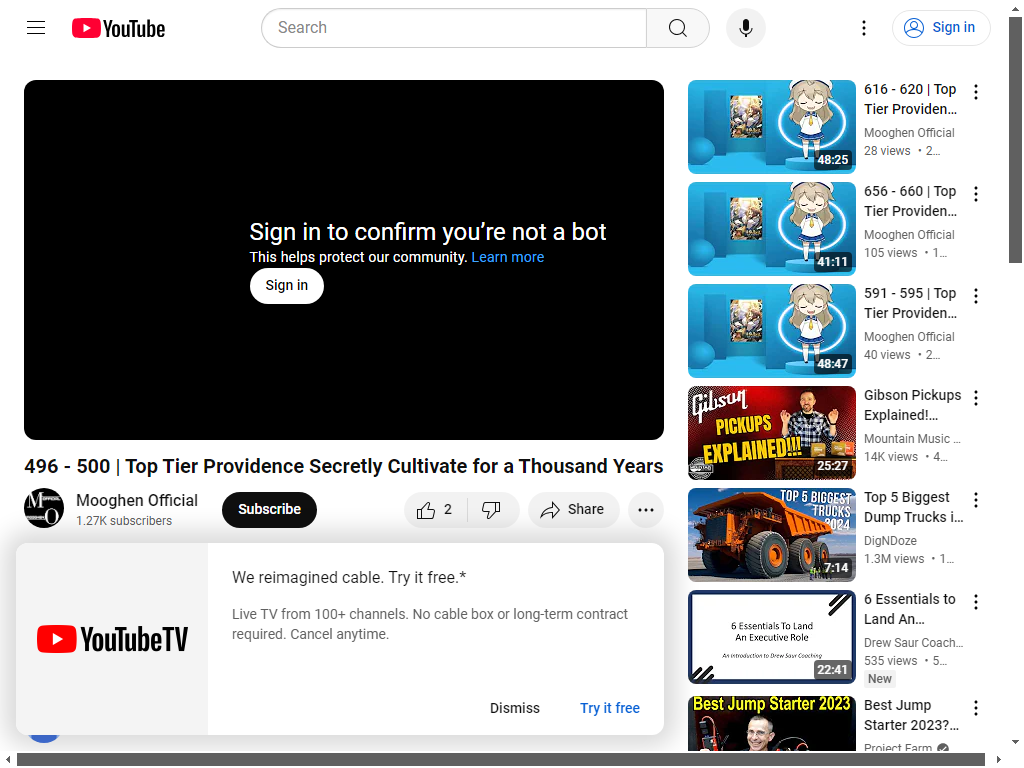 YouTube
Search
Sign in
Sign in to confirm you're not a bot
This helps protect our community. Learn more
Sign in
496 - 500 | Top Tier Providence Secretly Cultivate for a Thousand Years
Mooghen Official
1.27K subscribers
Subscribe
2
Share
YouTubeTV
We reimagined cable. Try it free.*
Live TV from 100+ channels. No cable box or long-term contract
required. Cancel anytime.
Dismiss
Try it free
48:25
616 - 620 | Top
Tier Providen...
Mooghen Official
28 views • 2...
41:11
656 - 660 | Top
Tier Providen...
Mooghen Official
105 views • 1...
48:47
591 - 595 | Top
Tier Providen...
Mooghen Official
40 views • 2...
Gibson
PICKUPS
EXPLAINED!!!
25:27
Gibson Pickups
Explained!...
Mountain Music ...
14K views • 4...
TOP 5 BIGGEST
TRUCKS
2024
7:14
Top 5 Biggest
Dump Trucks i...
DigNDoze
1.3M views • 1...
6 Essentials To Land
An Executive Role
An Introduction to Drew Saur Coaching
22:41
6 Essentials to
Land An...
Drew Saur Coach...
535 views • 5...
New
Best Jump Starter 2023
Best Jump
Starter 2023?...
Project Farm